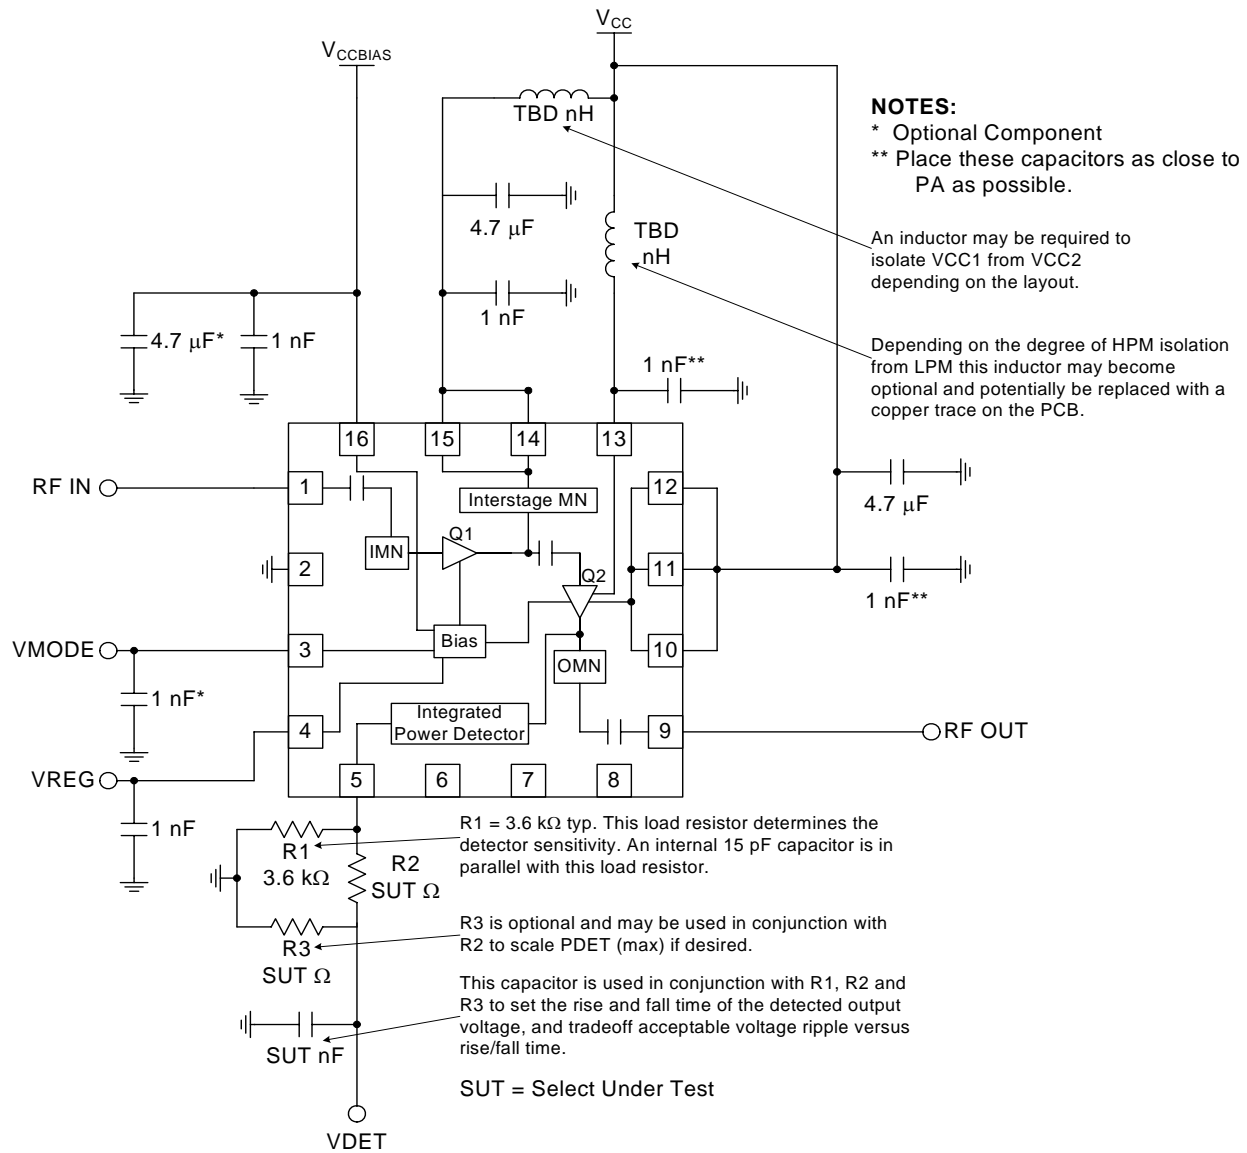 VCC
VCCBIAS
TBD nH
NOTES:
* Optional Component
** Place these capacitors as close to
PA as possible.
4.7 μF
TBD
nH
An inductor may be required to
isolate VCC1 from VCC2
depending on the layout.
4.7 μF*
1 nF
1 nF
1 nF**
Depending on the degree of HPM isolation
from LPM this inductor may become
optional and potentially be replaced with a
copper trace on the PCB.
16
15
14
13
RF IN
1
Interstage MN
12
4.7 μF
IMN
Q1
2
Q2
11
1 nF**
VMODE
3
Bias
OMN
10
1 nF*
4
Integrated
Power Detector
9
RF OUT
VREG
5
6
7
8
1 nF
R1
3.6 kΩ
R2
SUT Ω
R1 = 3.6 kΩ typ. This load resistor determines the
detector sensitivity. An internal 15 pF capacitor is in
parallel with this load resistor.
R3
SUT Ω
R3 is optional and may be used in conjunction with
R2 to scale PDET (max) if desired.
This capacitor is used in conjunction with R1, R2 and
R3 to set the rise and fall time of the detected output
voltage, and tradeoff acceptable voltage ripple versus
rise/fall time.
SUT nF
SUT = Select Under Test
VDET